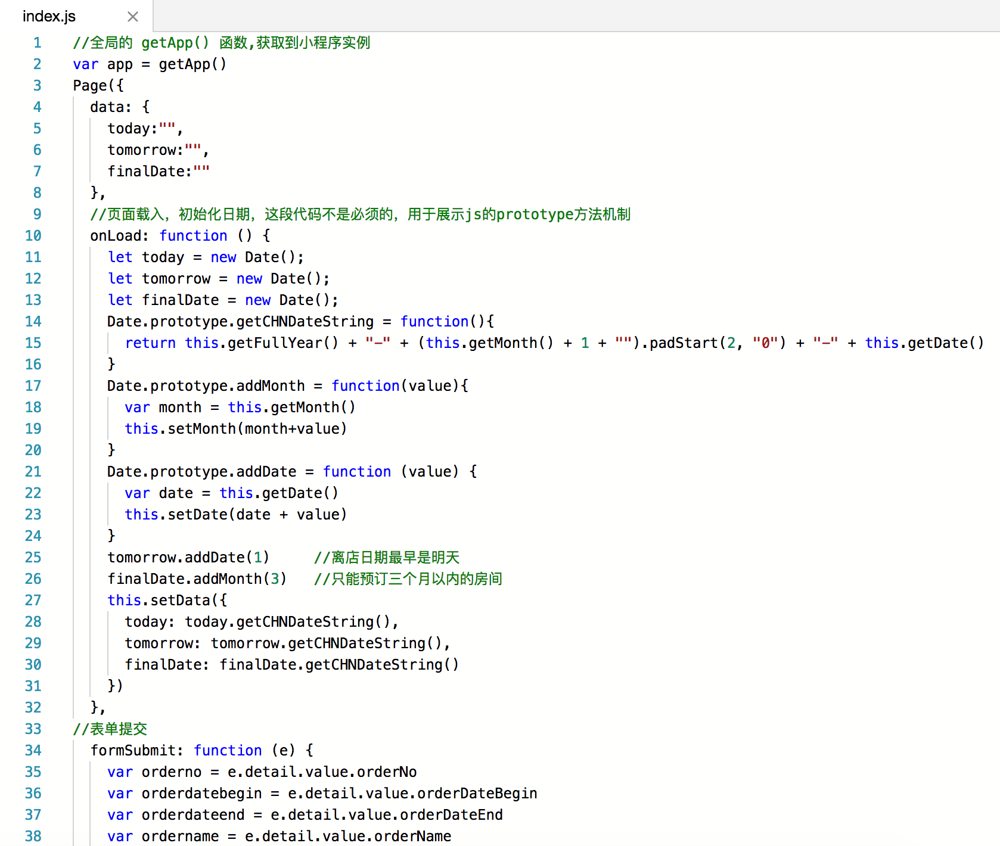 index.js
1 //全局的 getApp() 函数,获取到小程序实例
2 var app = getApp()
3 Page({
4 data: {
5 today:"",
6 tomorrow:"",
7 finalDate:""
8 },
9 //页面载入，初始化日期，这段代码不是必须的，用于展示js的prototype方法机制
10 onLoad: function () {
11 let today = new Date();
12 let tomorrow = new Date();
13 let finalDate = new Date();
14 Date.prototype.getCHNDateString = function(){
15 return this.getFullYear() + "-" + (this.getMonth() + 1 + "").padStart(2, "0") + "-" + this.getDate()
16 }
17 Date.prototype.addMonth = function(value){
18 var month = this.getMonth()
19 this.setMonth(month+value)
20 }
21 Date.prototype.addDate = function (value) {
22 var date = this.getDate()
23 this.setDate(date + value)
24 }
25 tomorrow.addDate(1) //离店日期最早是明天
26 finalDate.addMonth(3) //只能预订三个月以内的房间
27 this.setData({
28 today: today.getCHNDateString(),
29 tomorrow: tomorrow.getCHNDateString(),
30 finalDate: finalDate.getCHNDateString()
31 })
32 },
33 //表单提交
34 formSubmit: function (e) {
35 var orderno = e.detail.value.orderNo
36 var orderdatebegin = e.detail.value.orderDateBegin
37 var orderdateend = e.detail.value.orderDateEnd
38 var ordername = e.detail.value.orderName